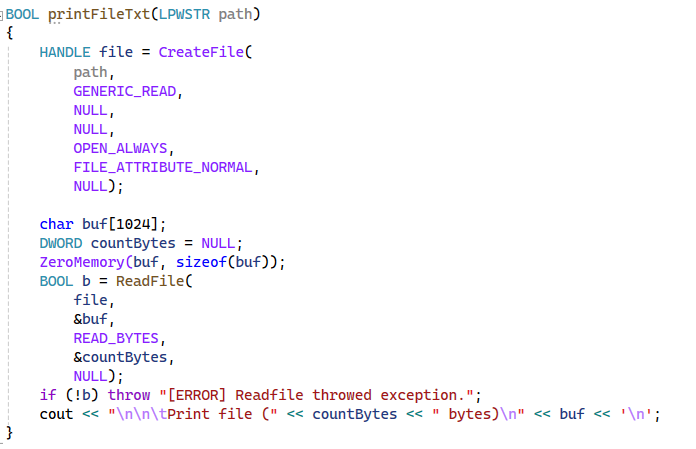 BOOL printFileTxt(LPWSTR path)
{
    HANDLE file = CreateFile(
        path,
        GENERIC_READ,
        NULL,
        NULL,
        OPEN_ALWAYS,
        FILE_ATTRIBUTE_NORMAL,
        NULL);

    char buf[1024];
    DWORD countBytes = NULL;
    ZeroMemory(buf, sizeof(buf));
    BOOL b = ReadFile(
        file,
        &buf,
        READ_BYTES,
        &countBytes,
        NULL);
    if (!b) throw "[ERROR] Readfile throwed exception.";
    cout << "\n\n\tPrint file (" << countBytes << " bytes)\n" << buf << '\n';
}